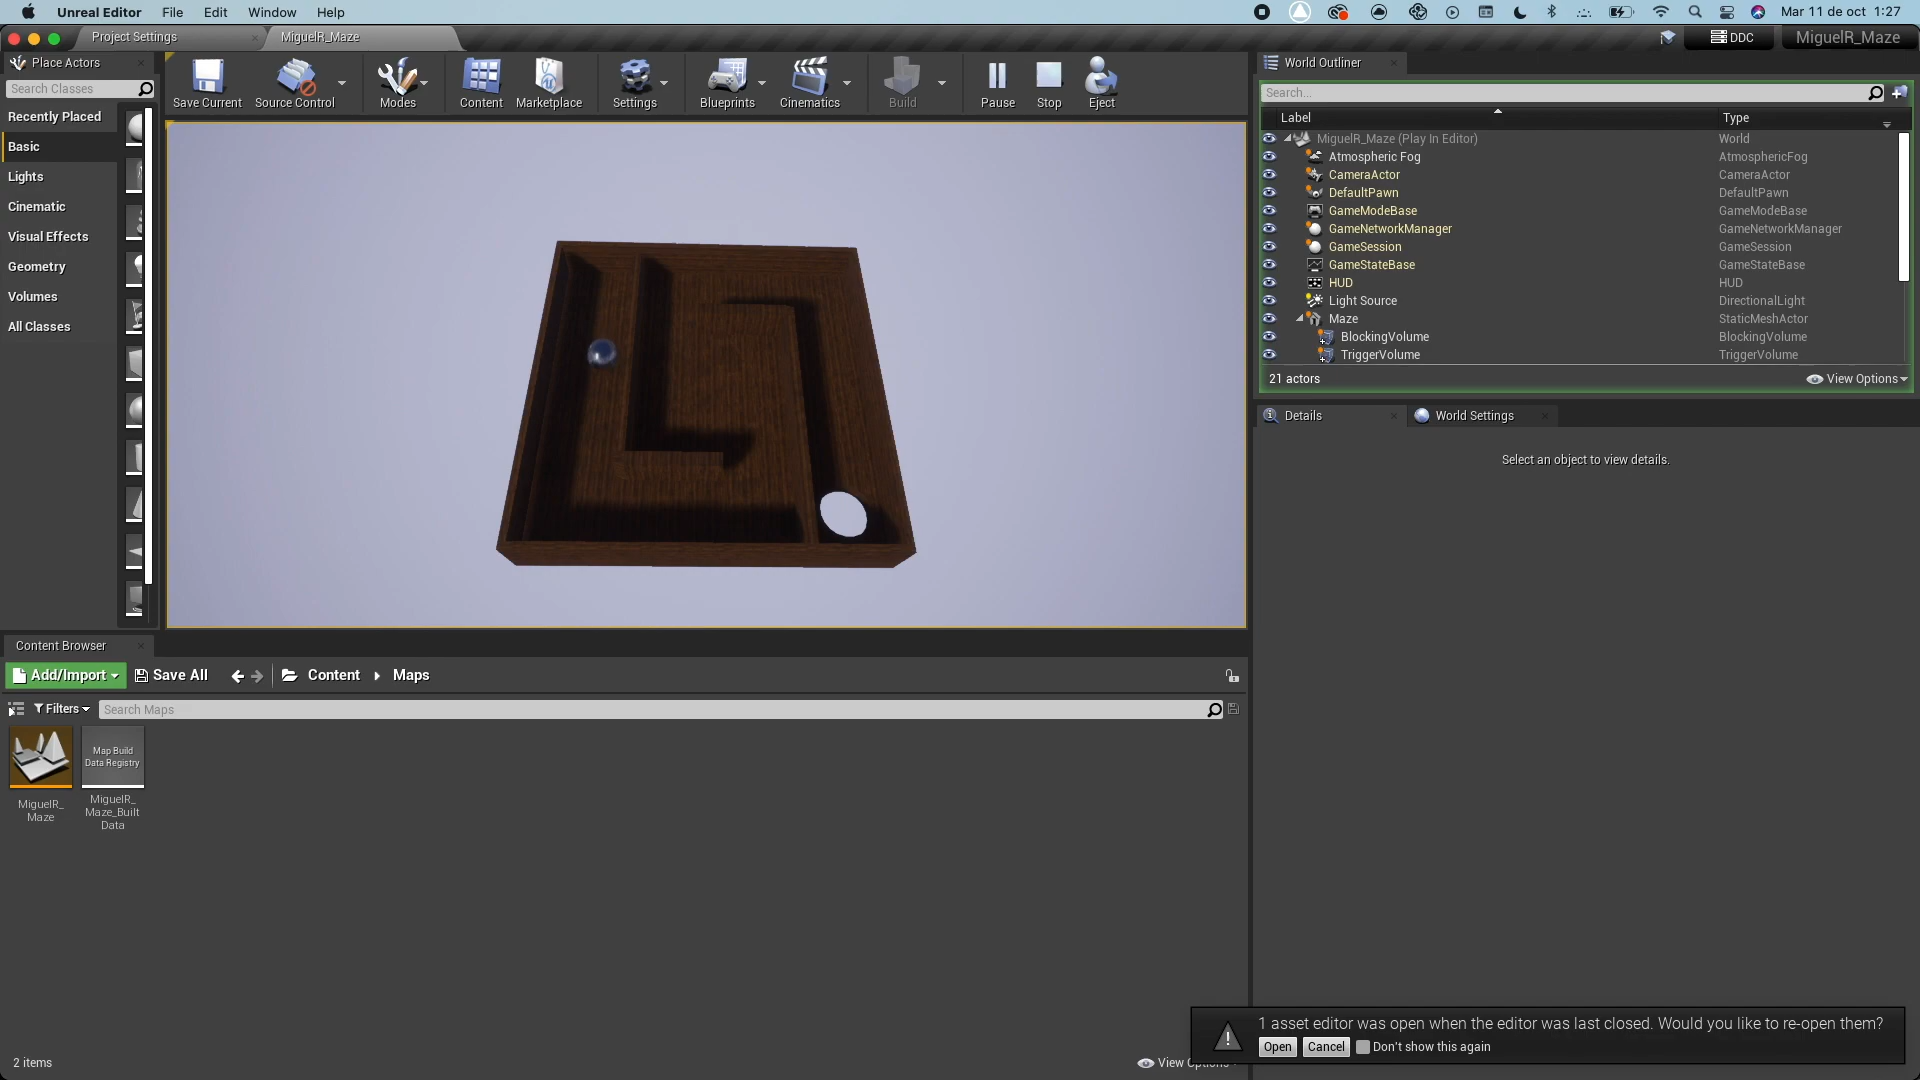 Unreal Editor File Edit Window Help
Mar 11 de oct 1:27
Project Settings
MiguelR_Maze
DDC
MiguelR_Maze
Place Actors
Search Classes
Recently Placed
Basic
Lights
Cinematic
Visual Effects
Geometry
Volumes
All Classes
Save Current
Source Control
Modes
Content
Marketplace
Settings
Blueprints
Cinematics
Build
Pause
Stop
Eject
World Outliner
Search...
Label Type
MiguelR_Maze (Play In Editor) World
Atmospheric Fog AtmosphericFog
CameraActor CameraActor
DefaultPawn DefaultPawn
GameModeBase GameModeBase
GameNetworkManager GameNetworkManager
GameSession GameSession
GameStateBase GameStateBase
HUD HUD
Light Source DirectionalLight
Maze StaticMeshActor
BlockingVolume BlockingVolume
TriggerVolume TriggerVolume
21 actors
View Options
Details
World Settings
Select an object to view details.
Content Browser
Add/Import
Save All
Content
Maps
Filters
Search Maps
Map Build
Data Registry
MiguelR_
Maze
MiguelR_
Maze_Built
Data
2 items
View Options
1 asset editor was open when the editor was last closed. Would you like to re-open them?
Open
Cancel
Don't show this again